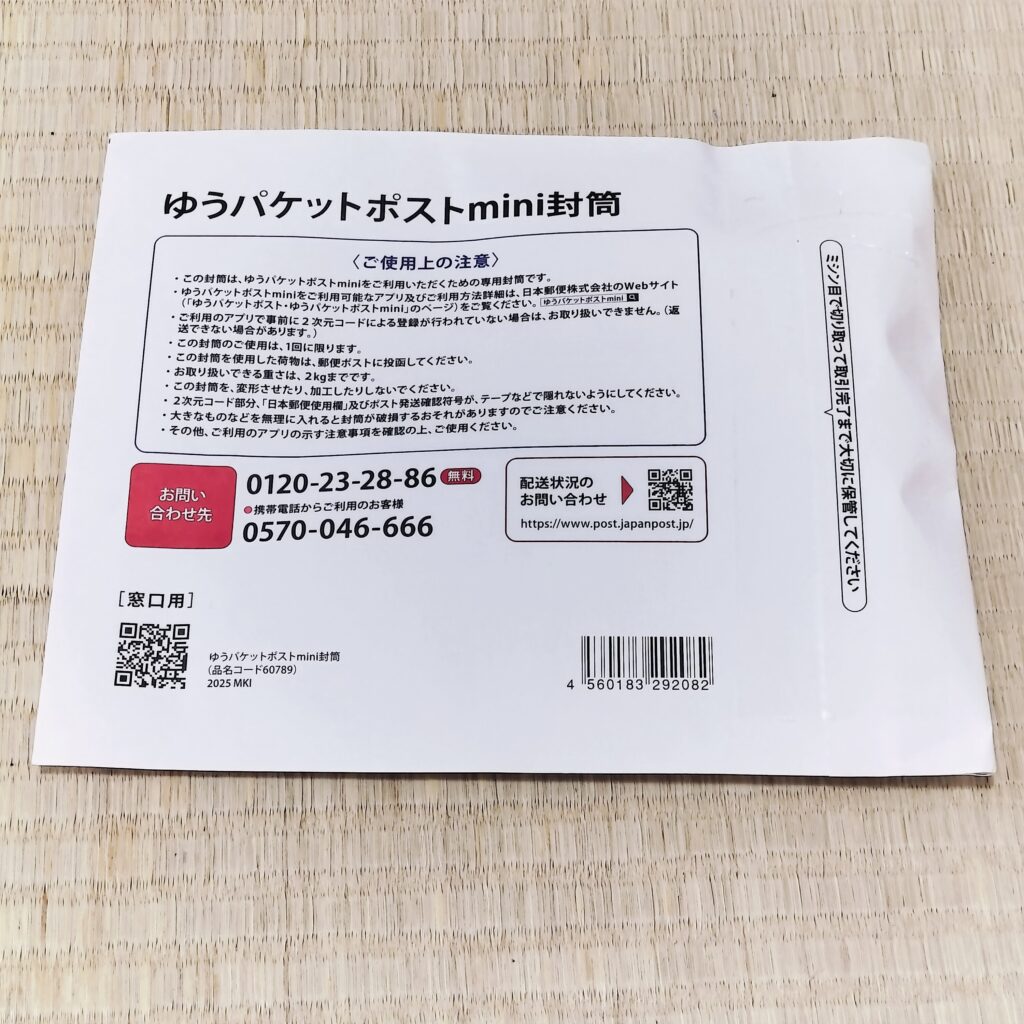 ゆうパケットポストmini封筒
〈ご使用上の注意〉
・この封筒は、ゆうパケットポストminiをご利用いただくための専用封筒です。
・ゆうパケットポストminiをご利用可能なアプリ及びご利用方法詳細は、日本郵便株式会社のWebサイト
（「ゆうパケットポスト・ゆうパケットポストmini」のページ）をご覧ください。 ゆうパケットポストmini
・ご利用のアプリで事前に2次元コードによる登録が行われていない場合は、お取り扱いできません。（返
送できない場合があります。）
・この封筒のご使用は、1回に限ります。
・この封筒を使用した荷物は、郵便ポストに投函してください。
・お取り扱いできる重さは、2kgまでです。
・この封筒を、変形させたり、加工したりしないでください。
・2次元コード部分、「日本郵便使用欄」及びポスト発送確認符号が、テープなどで隠れないようにしてください。
・大きなものなどを無理に入れると封筒が破損するおそれがありますのでご注意ください。
・その他、ご利用のアプリの示す注意事項を確認の上、ご使用ください。
お問い
合わせ先
0120-23-28-86 無料
●携帯電話からご利用のお客様
0570-046-666
配送状況の
お問い合わせ
https://www.post.japanpost.jp/
［窓口用］
ゆうパケットポストmini封筒
（品名コード60789）
2025 MKI
4 560183 292082
ミシン目で切り取って取引完了まで大切に保管してください